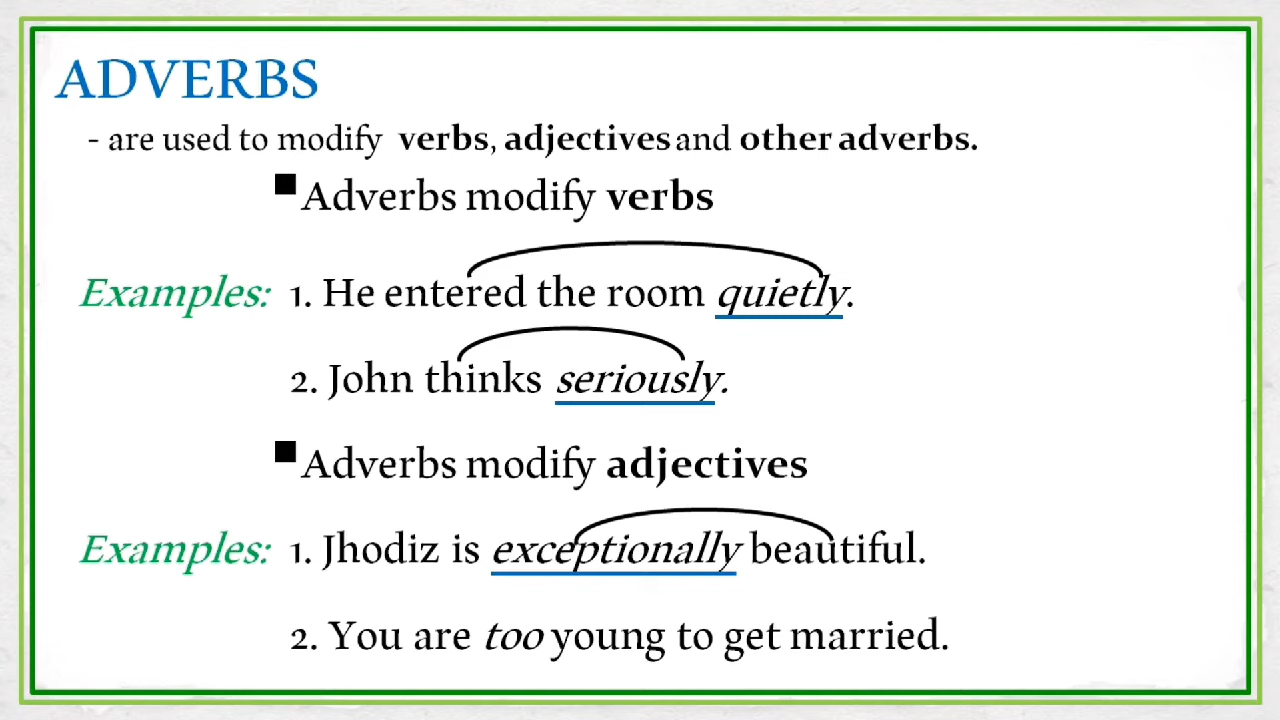 ADVERBS
- are used to modify verbs, adjectives and other adverbs.
Adverbs modify verbs
Examples: 1. He entered the room quietly.
2. John thinks seriously.
Adverbs modify adjectives
Examples: 1. Jhodiz is exceptionally beautiful.
2. You are too young to get married.